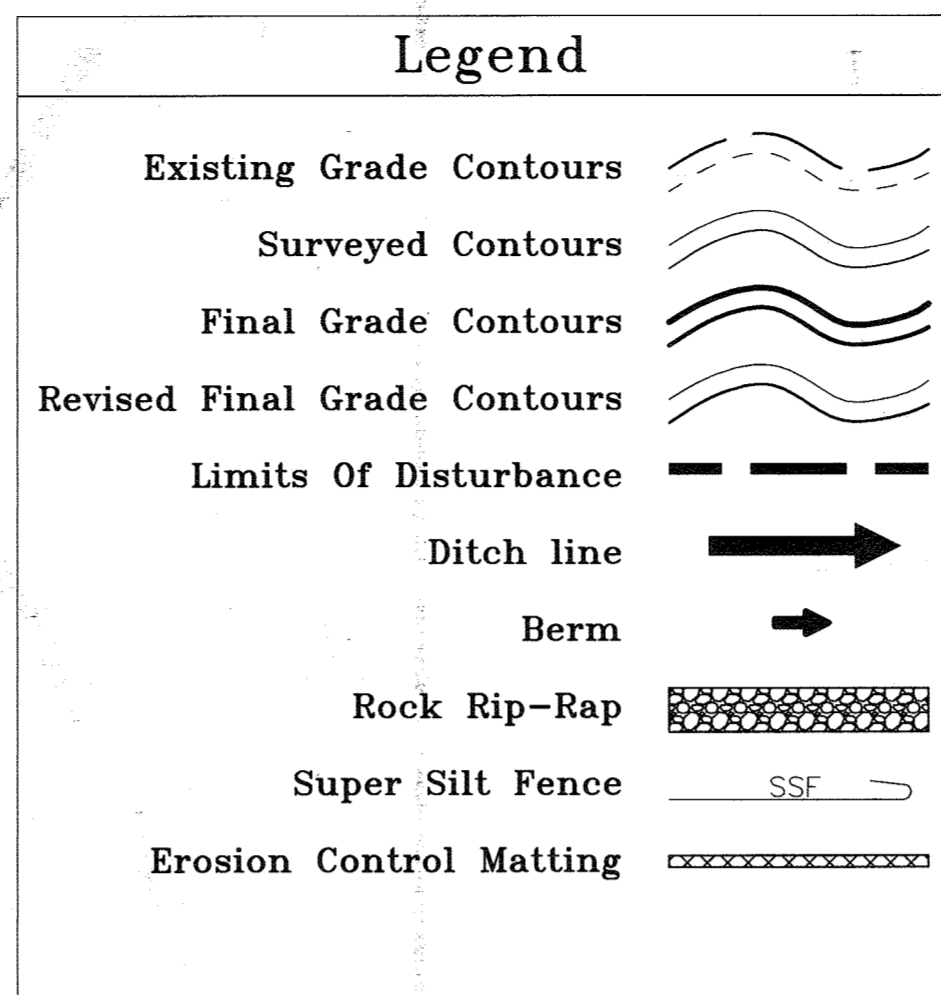 Legend
Existing Grade Contours
Surveyed Contours
Final Grade Contours
Revised Final Grade Contours
Limits Of Disturbance
Ditch line
Berm
Rock Rip-Rap
Super Silt Fence SSF
Erosion Control Matting